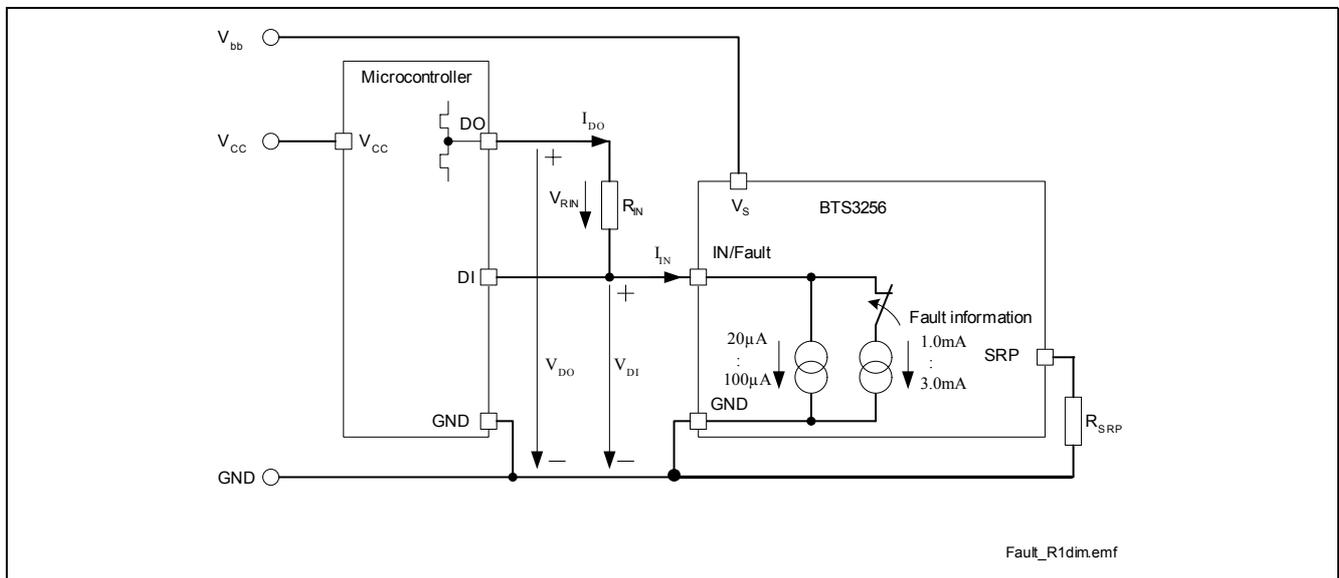 V_bb
Microcontroller
DO
I_DO
V_CC
V_CC
V_RIN
R_IN
V_S
BTS3256
DI
I_IN
IN/Fault
+
+
Fault information
20µA
:
100µA
1.0mA
:
3.0mA
SRP
V_DO
V_DI
GND
GND
R_SRP
GND
—
—
Fault_R1dim.emf